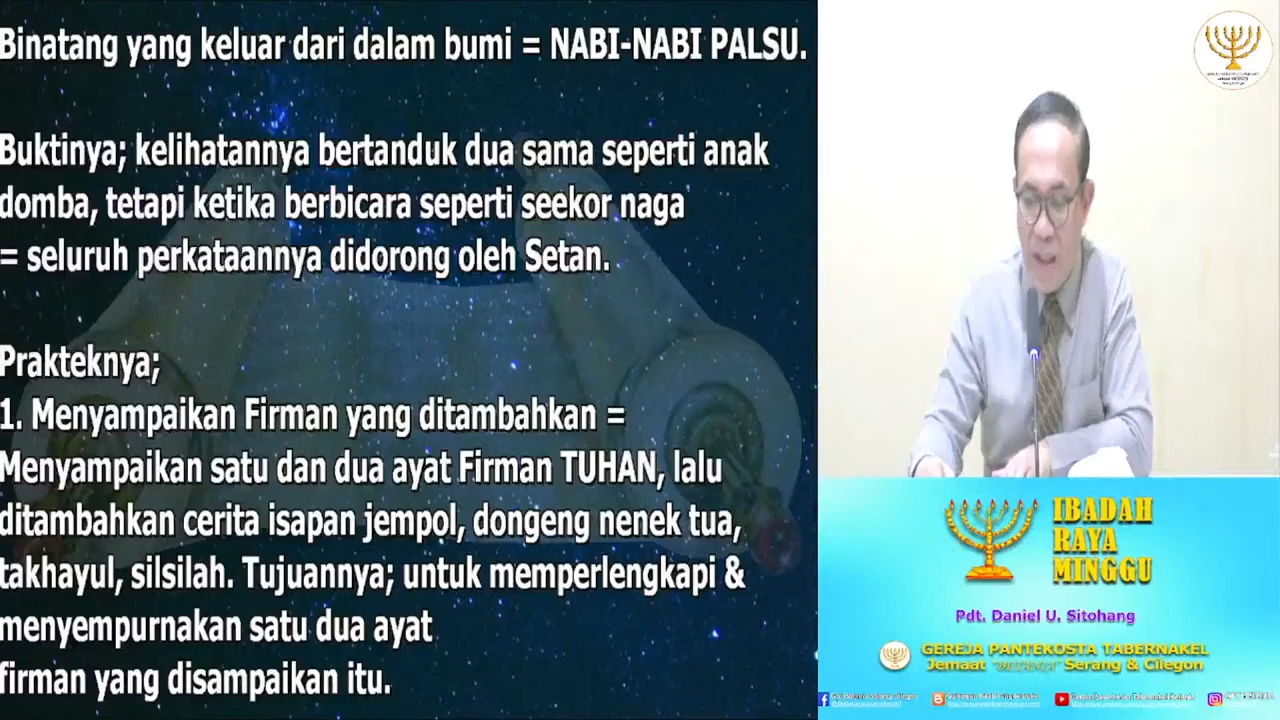 Binatang yang keluar dari dalam bumi = NABI-NABI PALSU.
Buktinya; kelihatannya bertanduk dua sama seperti anak
domba, tetapi ketika berbicara seperti seekor naga
= seluruh perkataannya didorong oleh Setan.
Prakteknya;
1. Menyampaikan Firman yang ditambahkan =
Menyampaikan satu dan dua ayat Firman TUHAN, lalu
ditambahkan cerita isapan jempol, dongeng nenek tua,
takhayul, silsilah. Tujuannya; untuk memperlengkapi &
menyempurnakan satu dua ayat
firman yang disampaikan itu.
IBADAH
RAYA
MINGGU
Pdt. Daniel U. Sitohang
GEREJA PANTEKOSTA TABERNAKEL
Jemaat "BETANIA" Serang & Cilegon